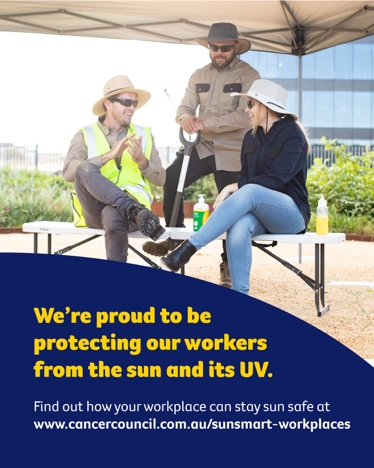 We're proud to be
protecting our workers
from the sun and its UV.
Find out how your workplace can stay sun safe at
www.cancercouncil.com.au/sunsmart-workplaces